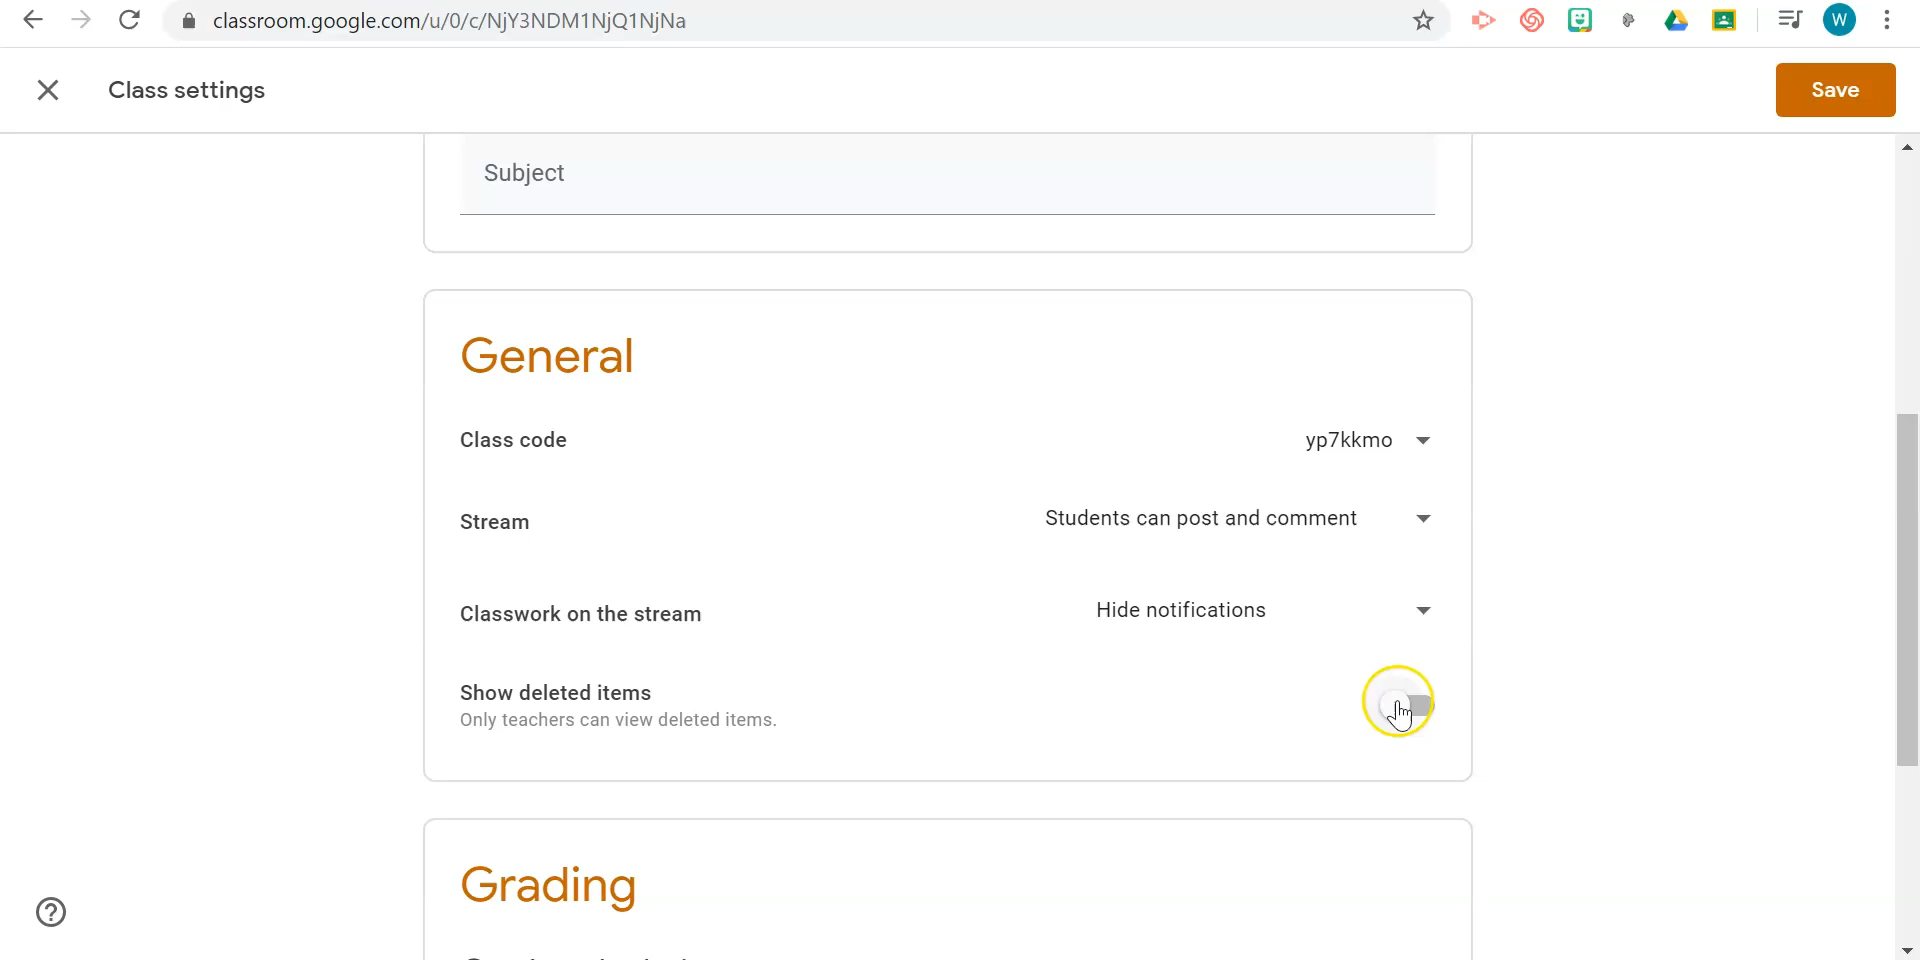 classroom.google.com/u/0/c/NjY3NDM1NjQ1NjNa
W
Class settings
Save
Subject
General
Class code
yp7kkmo
Stream
Students can post and comment
Classwork on the stream
Hide notifications
Show deleted items
Only teachers can view deleted items.
Grading